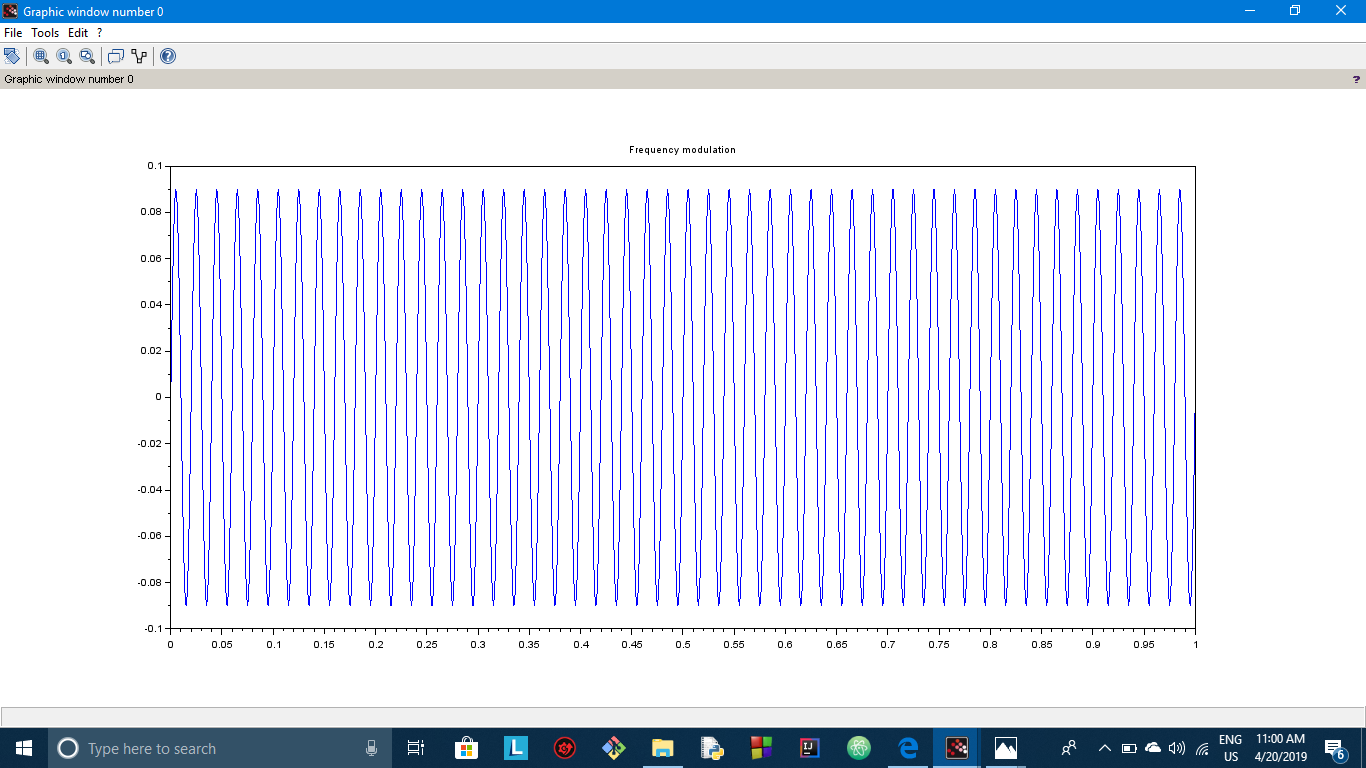 Graphic window number 0
File Tools Edit ?
Graphic window number 0 ?
Frequency modulation
0.1
0.08
0.06
0.04
0.02
0
-0.02
-0.04
-0.06
-0.08
-0.1
0 0.05 0.1 0.15 0.2 0.25 0.3 0.35 0.4 0.45 0.5 0.55 0.6 0.65 0.7 0.75 0.8 0.85 0.9 0.95 1
Type here to search
L
IJ
ENG 11:00 AM
US 4/20/2019
6